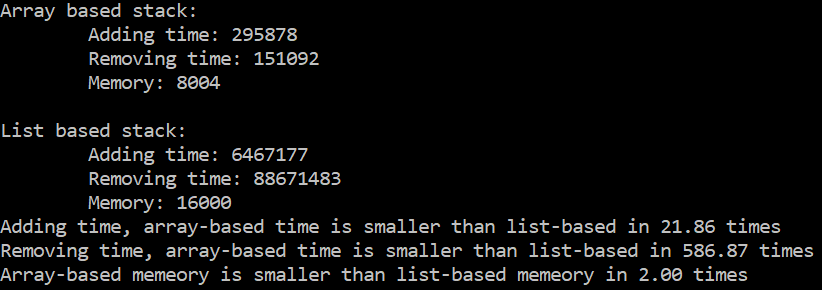 Array based stack:
Adding time: 295878
Removing time: 151092
Memory: 8004
List based stack:
Adding time: 6467177
Removing time: 88671483
Memory: 16000
Adding time, array-based time is smaller than list-based in 21.86 times
Removing time, array-based time is smaller than list-based in 586.87 times
Array-based memeory is smaller than list-based memeory in 2.00 times